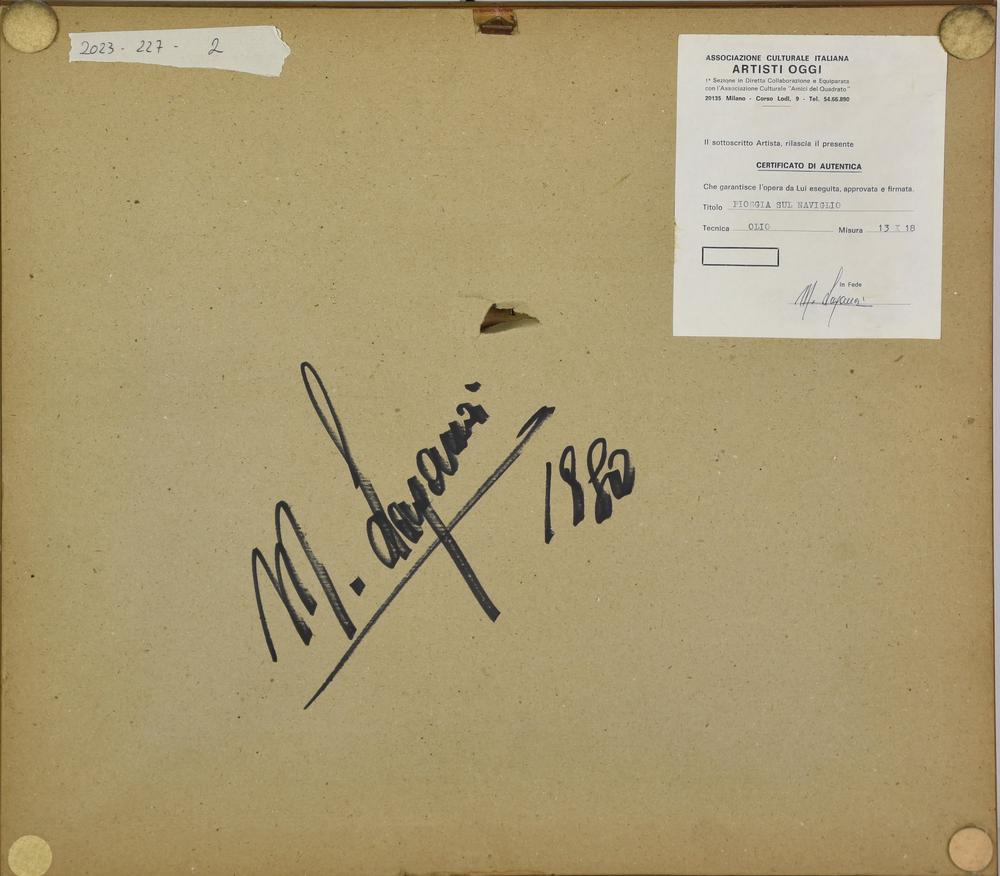 2023 - 227 - 2
ASSOCIAZIONE CULTURALE ITALIANA
ARTISTI OGGI
1ª Sezione in Diretta Collaborazione e Equiparata
con l'Associazione Culturale "Amici del Quadrato"
20135 Milano - Corso Lodi, 9 - Tel. 54.66.890
Il sottoscritto Artista, rilascia il presente
CERTIFICATO DI AUTENTICA
Che garantisce l'opera da Lui eseguita, approvata e firmata.
Titolo PIOGGIA SUL NAVIGLIO
Tecnica OLIO Misura 13 X 18
In Fede
M.
M.
1980